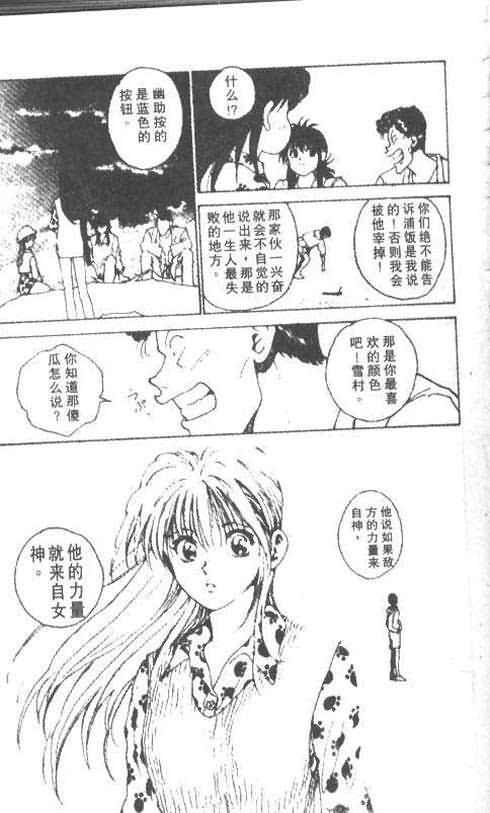 什么!?
幽助按的
是蓝色的
按钮。
你们绝不能告
诉浦饭是我说
的！否则我会
被他宰掉！
那家伙一兴奋
就会不自觉的
说出来，那是
他一生人最失
败的地方。
那是你最喜
欢的颜色
吧！雪村。
你知道那傻
瓜怎么说？
他说如果敌
方的力量来
自神，
他的力量
就来自女
神。